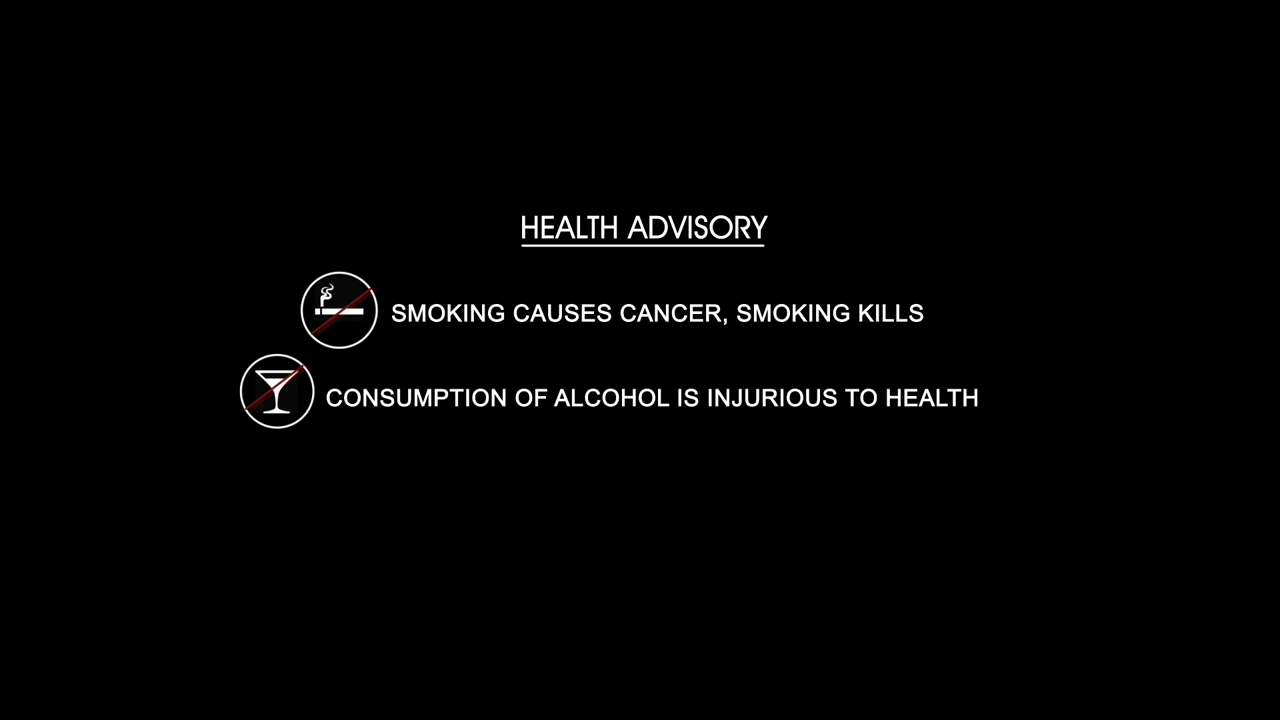 HEALTH ADVISORY
SMOKING CAUSES CANCER, SMOKING KILLS
CONSUMPTION OF ALCOHOL IS INJURIOUS TO HEALTH